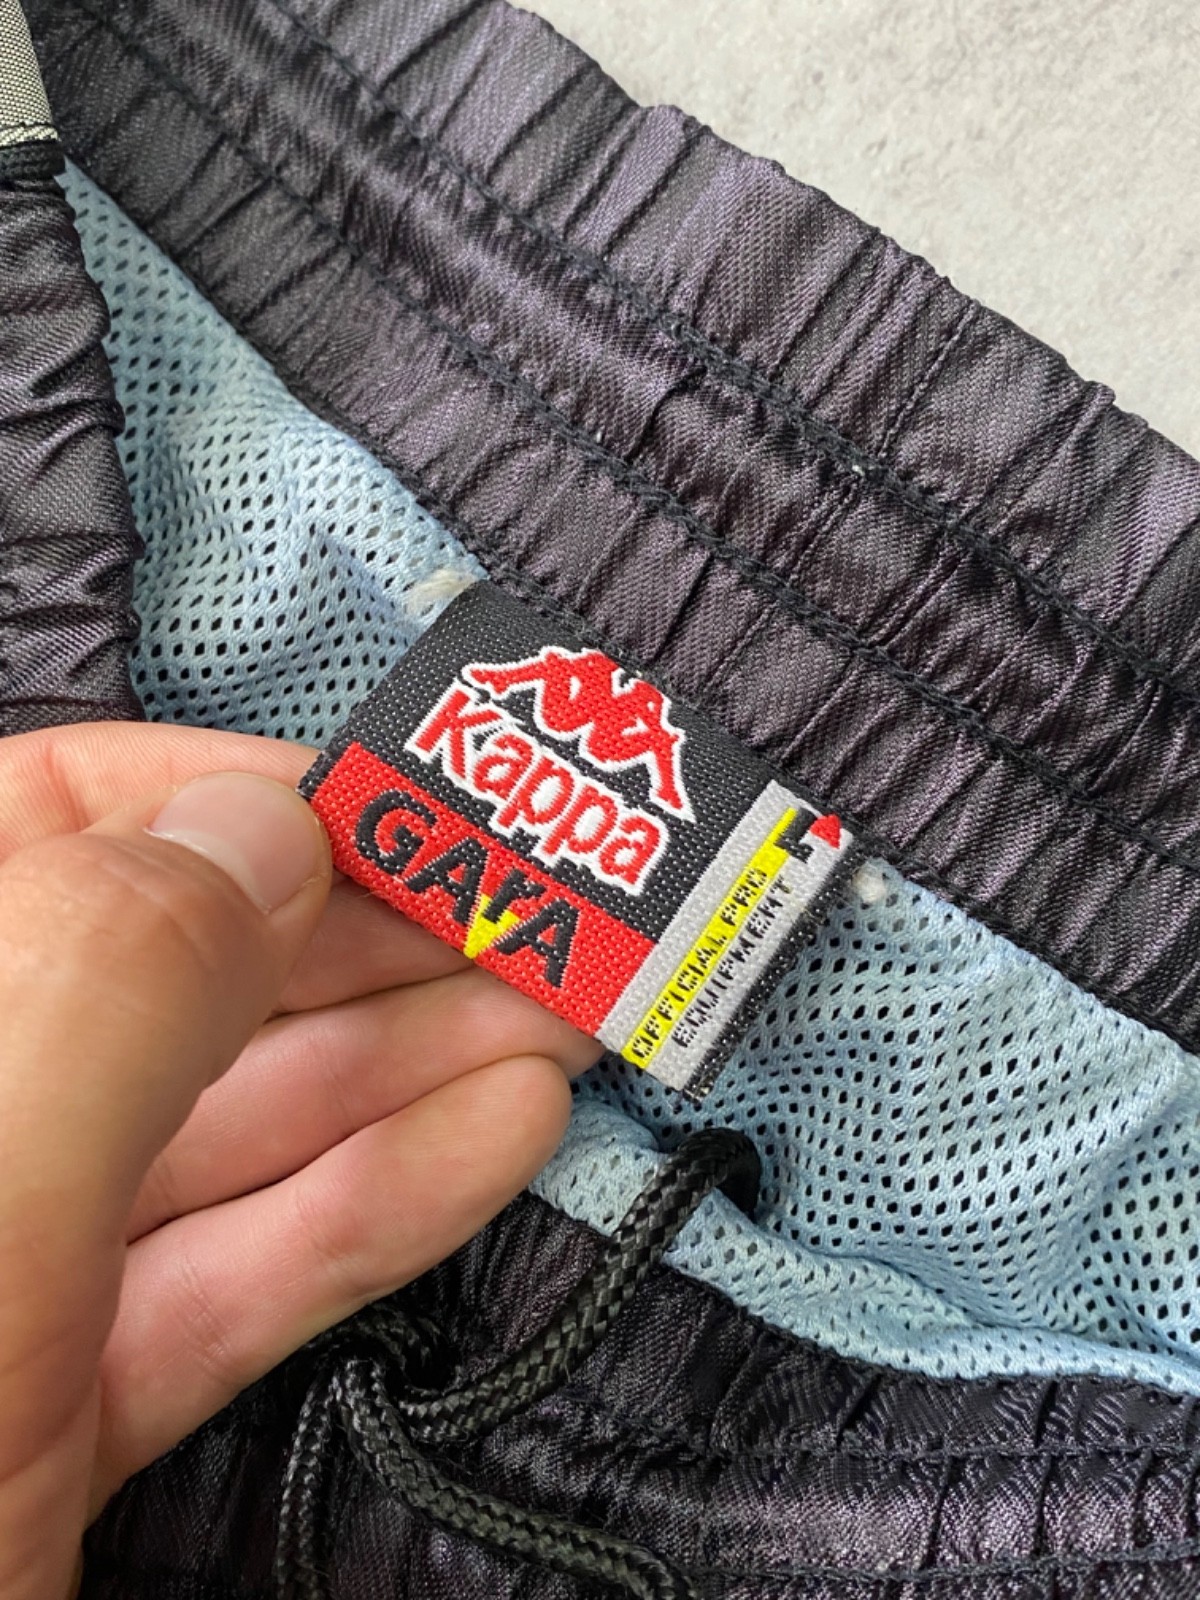 Kappa
GArA
OFFICIAL PRO
EQUIPMENT